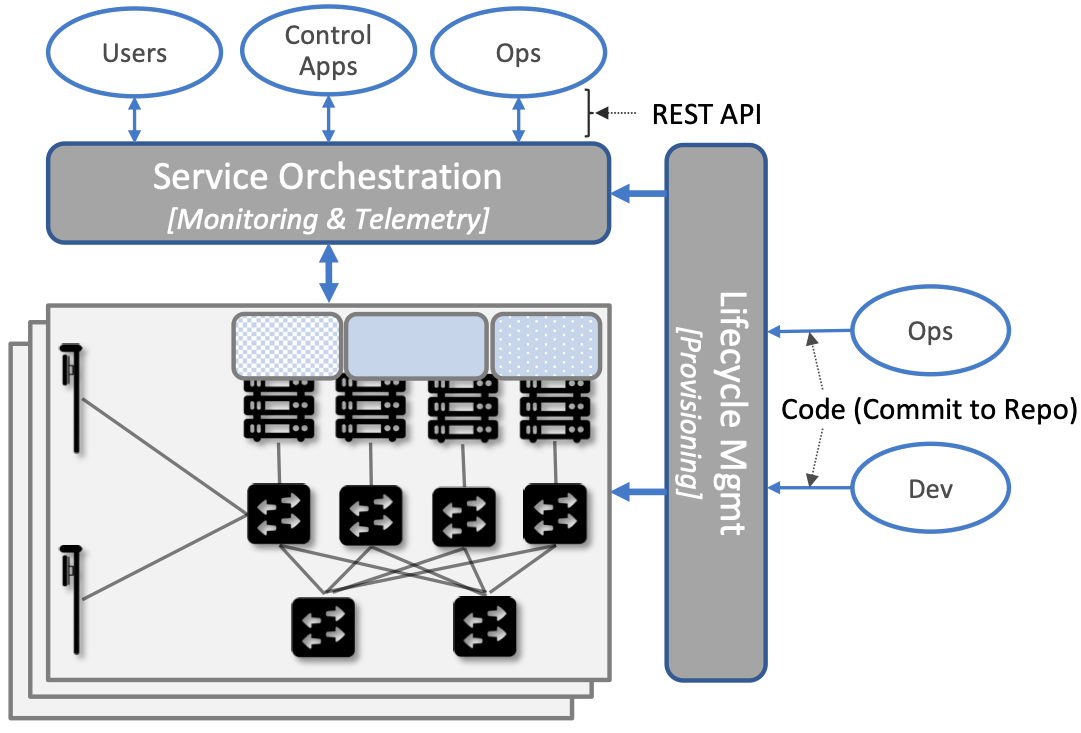 Users
Control
Apps
Ops
REST API
Service Orchestration
[Monitoring & Telemetry]
Lifecycle Mgmt
[Provisioning]
Ops
Code (Commit to Repo)
Dev